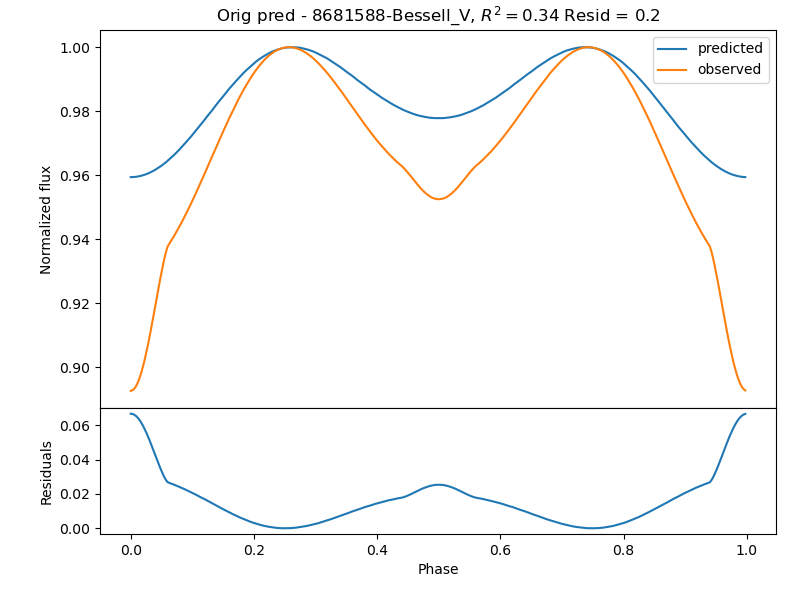 Orig pred - 8681588-Bessell_V, R² = 0.34 Resid = 0.2
predicted
observed
Normalized flux
1.00
0.98
0.96
0.94
0.92
0.90
Residuals
0.06
0.04
0.02
0.00
0.0 0.2 0.4 0.6 0.8 1.0
Phase